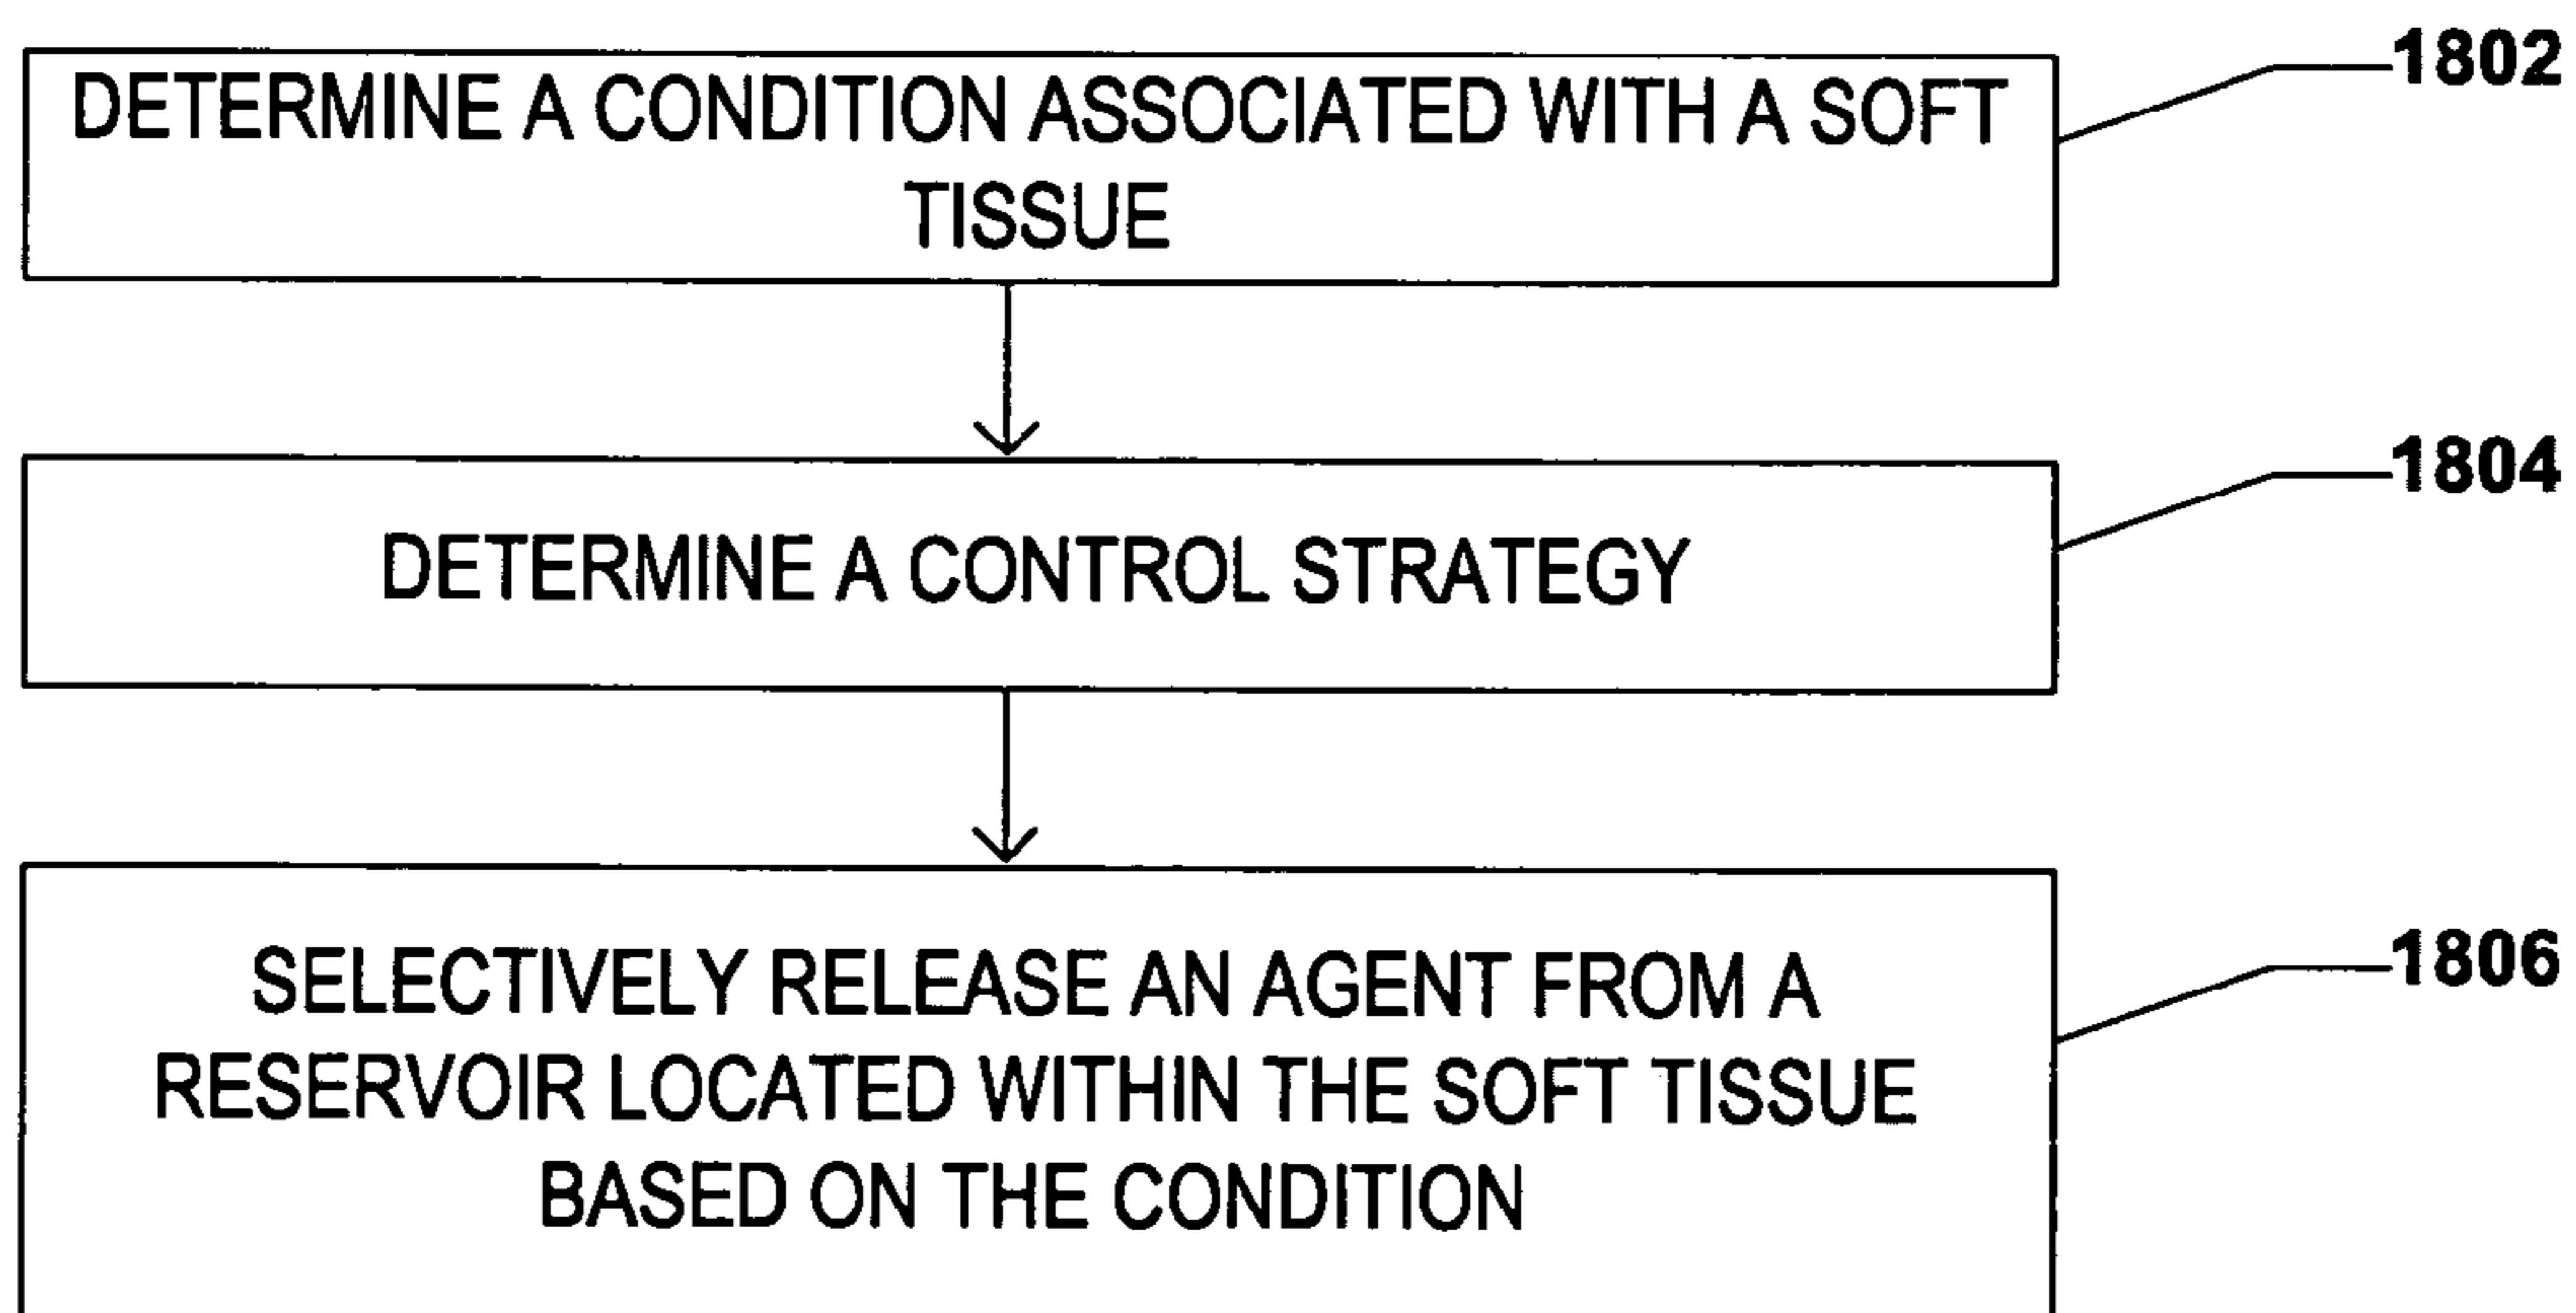 1802
DETERMINE A CONDITION ASSOCIATED WITH A SOFT
TISSUE
1804
DETERMINE A CONTROL STRATEGY
1806
SELECTIVELY RELEASE AN AGENT FROM A
RESERVOIR LOCATED WITHIN THE SOFT TISSUE
BASED ON THE CONDITION